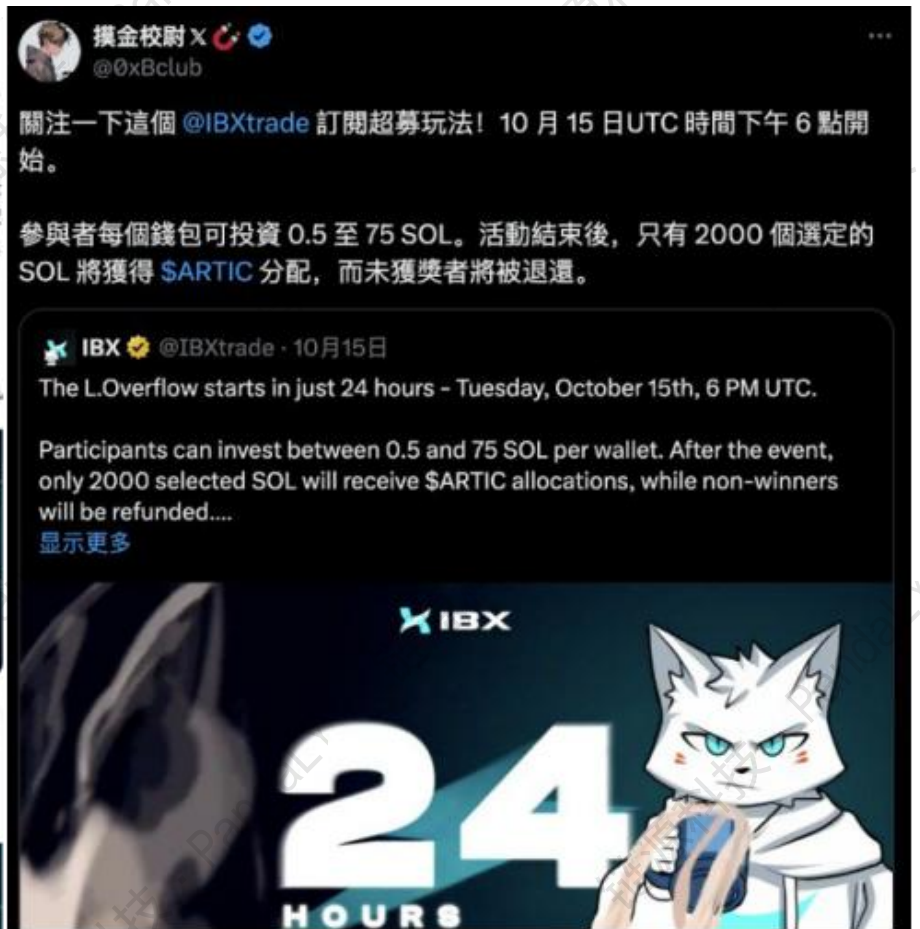 摸金校尉 X
@0xBclub
關注一下這個 @IBXtrade 訂閱超募玩法！10 月 15 日UTC 時間下午 6 點開
始。
參與者每個錢包可投資 0.5 至 75 SOL。活動結束後，只有 2000 個選定的
SOL 將獲得 $ARTIC 分配，而未獲獎者將被退還。
IBX @IBXtrade · 10月15日
The L.Overflow starts in just 24 hours – Tuesday, October 15th, 6 PM UTC.
Participants can invest between 0.5 and 75 SOL per wallet. After the event,
only 2000 selected SOL will receive $ARTIC allocations, while non-winners
will be refunded....
显示更多
IBX
24
HOURS